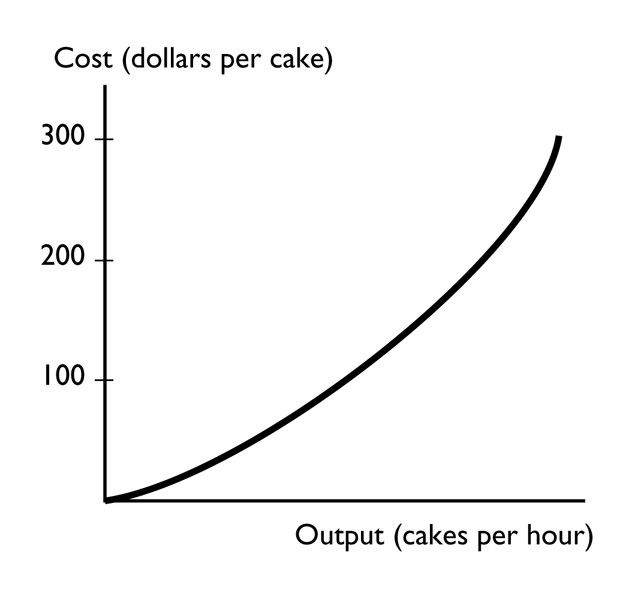 Cost (dollars per cake)
300
200
100
Output (cakes per hour)